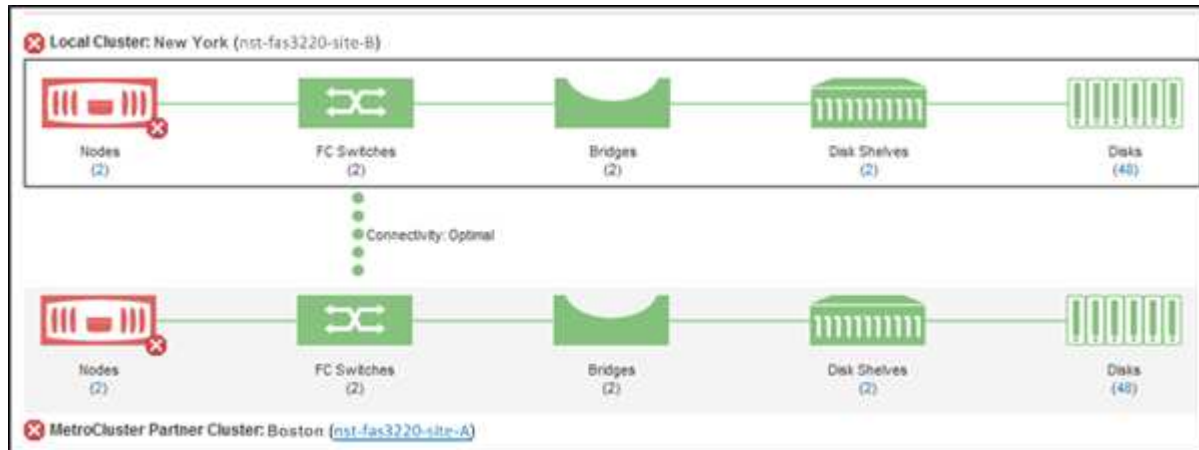 Local Cluster: New York (nst-fas3220-site-B)
Nodes FC Switches Bridges Disk Shelves Disks
(2) (2) (2) (2) (48)
Connectivity: Optimal
Nodes FC Switches Bridges Disk Shelves Disks
(2) (2) (2) (2) (48)
MetroCluster Partner Cluster: Boston (nst-fas3220-site-A)